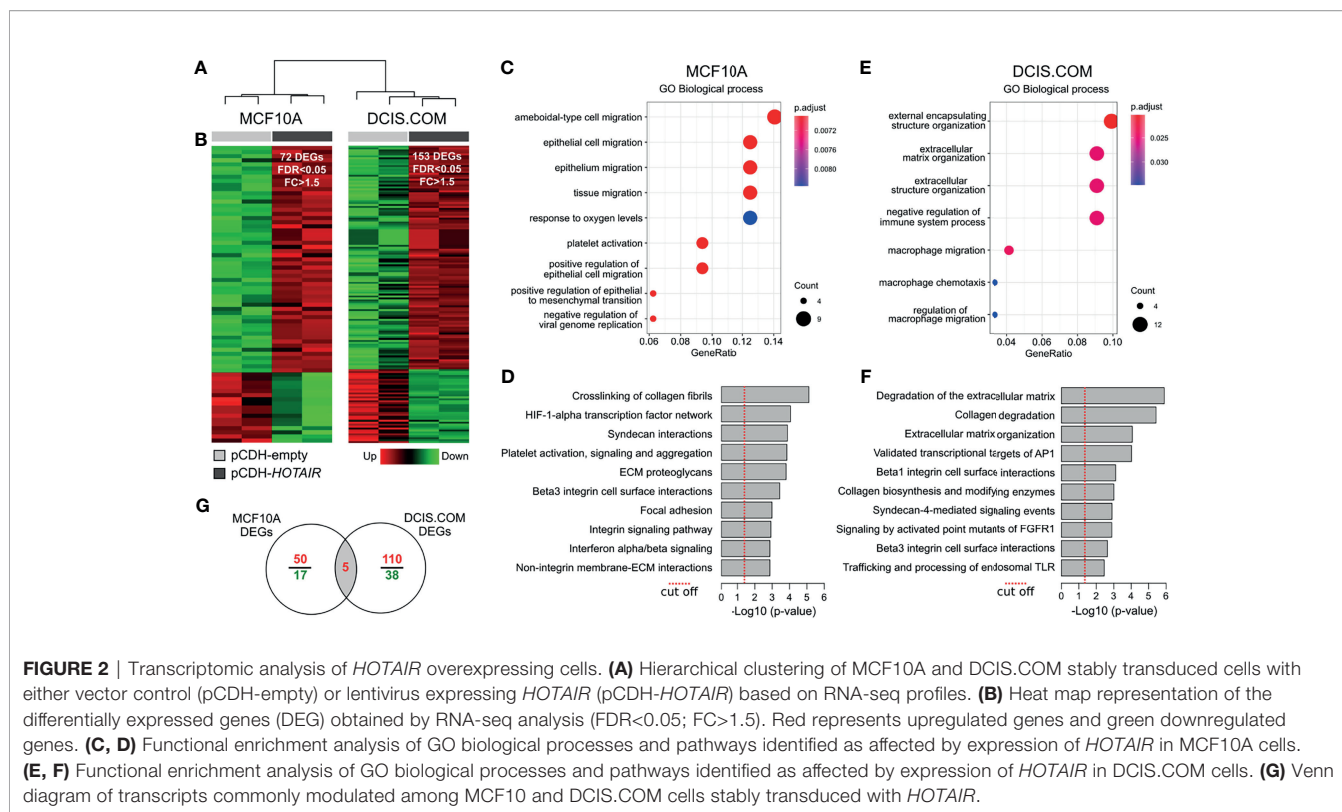 A
MCF10A
DCIS.COM
B
72 DEGs
FDR<0.05
FC>1.5
153 DEGs
FDR<0.05
FC>1.5
pCDH-empty
pCDH-HOTAIR
Up
Down
C
MCF10A
GO Biological process
ameboidal-type cell migration
epithelial cell migration
epithelium migration
tissue migration
response to oxygen levels
platelet activation
positive regulation of
epithelial cell migration
positive regulation of epithelial
to mesenchymal transition
negative regulation of
viral genome replication
0.06 0.08 0.10 0.12 0.14
GeneRatio
p.adjust
0.0072
0.0076
0.0080
Count
4
9
E
DCIS.COM
GO Biological process
external encapsulating
structure organization
extracellular
matrix organization
extracellular
structure organization
negative regulation of
immune system process
macrophage migration
macrophage chemotaxis
regulation of
macrophage migration
0.04 0.06 0.08 0.10
GeneRatio
p.adjust
0.025
0.030
Count
4
12
D
Crosslinking of collagen fibrils
HIF-1-alpha transcription factor network
Syndecan interactions
Platelet activation, signaling and aggregation
ECM proteoglycans
Beta3 integrin cell surface interactions
Focal adhesion
Integrin signaling pathway
Interferon alpha/beta signaling
Non-integrin membrane-ECM interactions
cut off
0 1 2 3 4 5 6
-Log10 (p-value)
F
Degradation of the extracellular matrix
Collagen degradation
Extracellular matrix organization
Validated transcriptional targets of AP1
Beta1 integrin cell surface interactions
Collagen biosynthesis and modifying enzymes
Syndecan-4-mediated signaling events
Signaling by activated point mutants of FGFR1
Beta3 integrin cell surface interactions
Trafficking and processing of endosomal TLR
cut off
0 1 2 3 4 5 6
-Log10 (p-value)
G
MCF10A
DEGs
DCIS.COM
DEGs
50
17
5
110
38
FIGURE 2 | Transcriptomic analysis of HOTAIR overexpressing cells. (A) Hierarchical clustering of MCF10A and DCIS.COM stably transduced cells with
either vector control (pCDH-empty) or lentivirus expressing HOTAIR (pCDH-HOTAIR) based on RNA-seq profiles. (B) Heat map representation of the
differentially expressed genes (DEG) obtained by RNA-seq analysis (FDR<0.05; FC>1.5). Red represents upregulated genes and green downregulated
genes. (C, D) Functional enrichment analysis of GO biological processes and pathways identified as affected by expression of HOTAIR in MCF10A cells.
(E, F) Functional enrichment analysis of GO biological processes and pathways identified as affected by expression of HOTAIR in DCIS.COM cells. (G) Venn
diagram of transcripts commonly modulated among MCF10 and DCIS.COM cells stably transduced with HOTAIR.